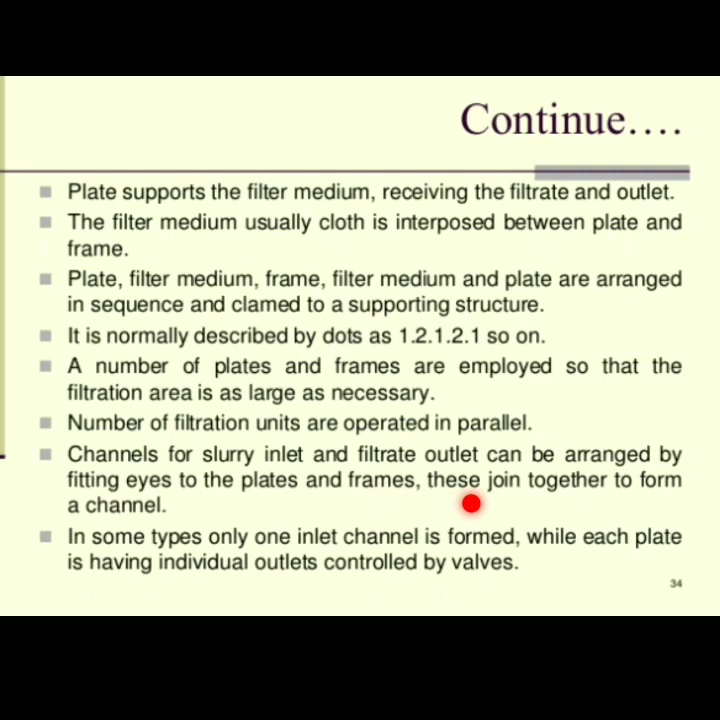 Continue….
Plate supports the filter medium, receiving the filtrate and outlet.
The filter medium usually cloth is interposed between plate and
frame.
Plate, filter medium, frame, filter medium and plate are arranged
in sequence and clamed to a supporting structure.
It is normally described by dots as 1.2.1.2.1 so on.
A number of plates and frames are employed so that the
filtration area is as large as necessary.
Number of filtration units are operated in parallel.
Channels for slurry inlet and filtrate outlet can be arranged by
fitting eyes to the plates and frames, these join together to form
a channel.
In some types only one inlet channel is formed, while each plate
is having individual outlets controlled by valves.
34